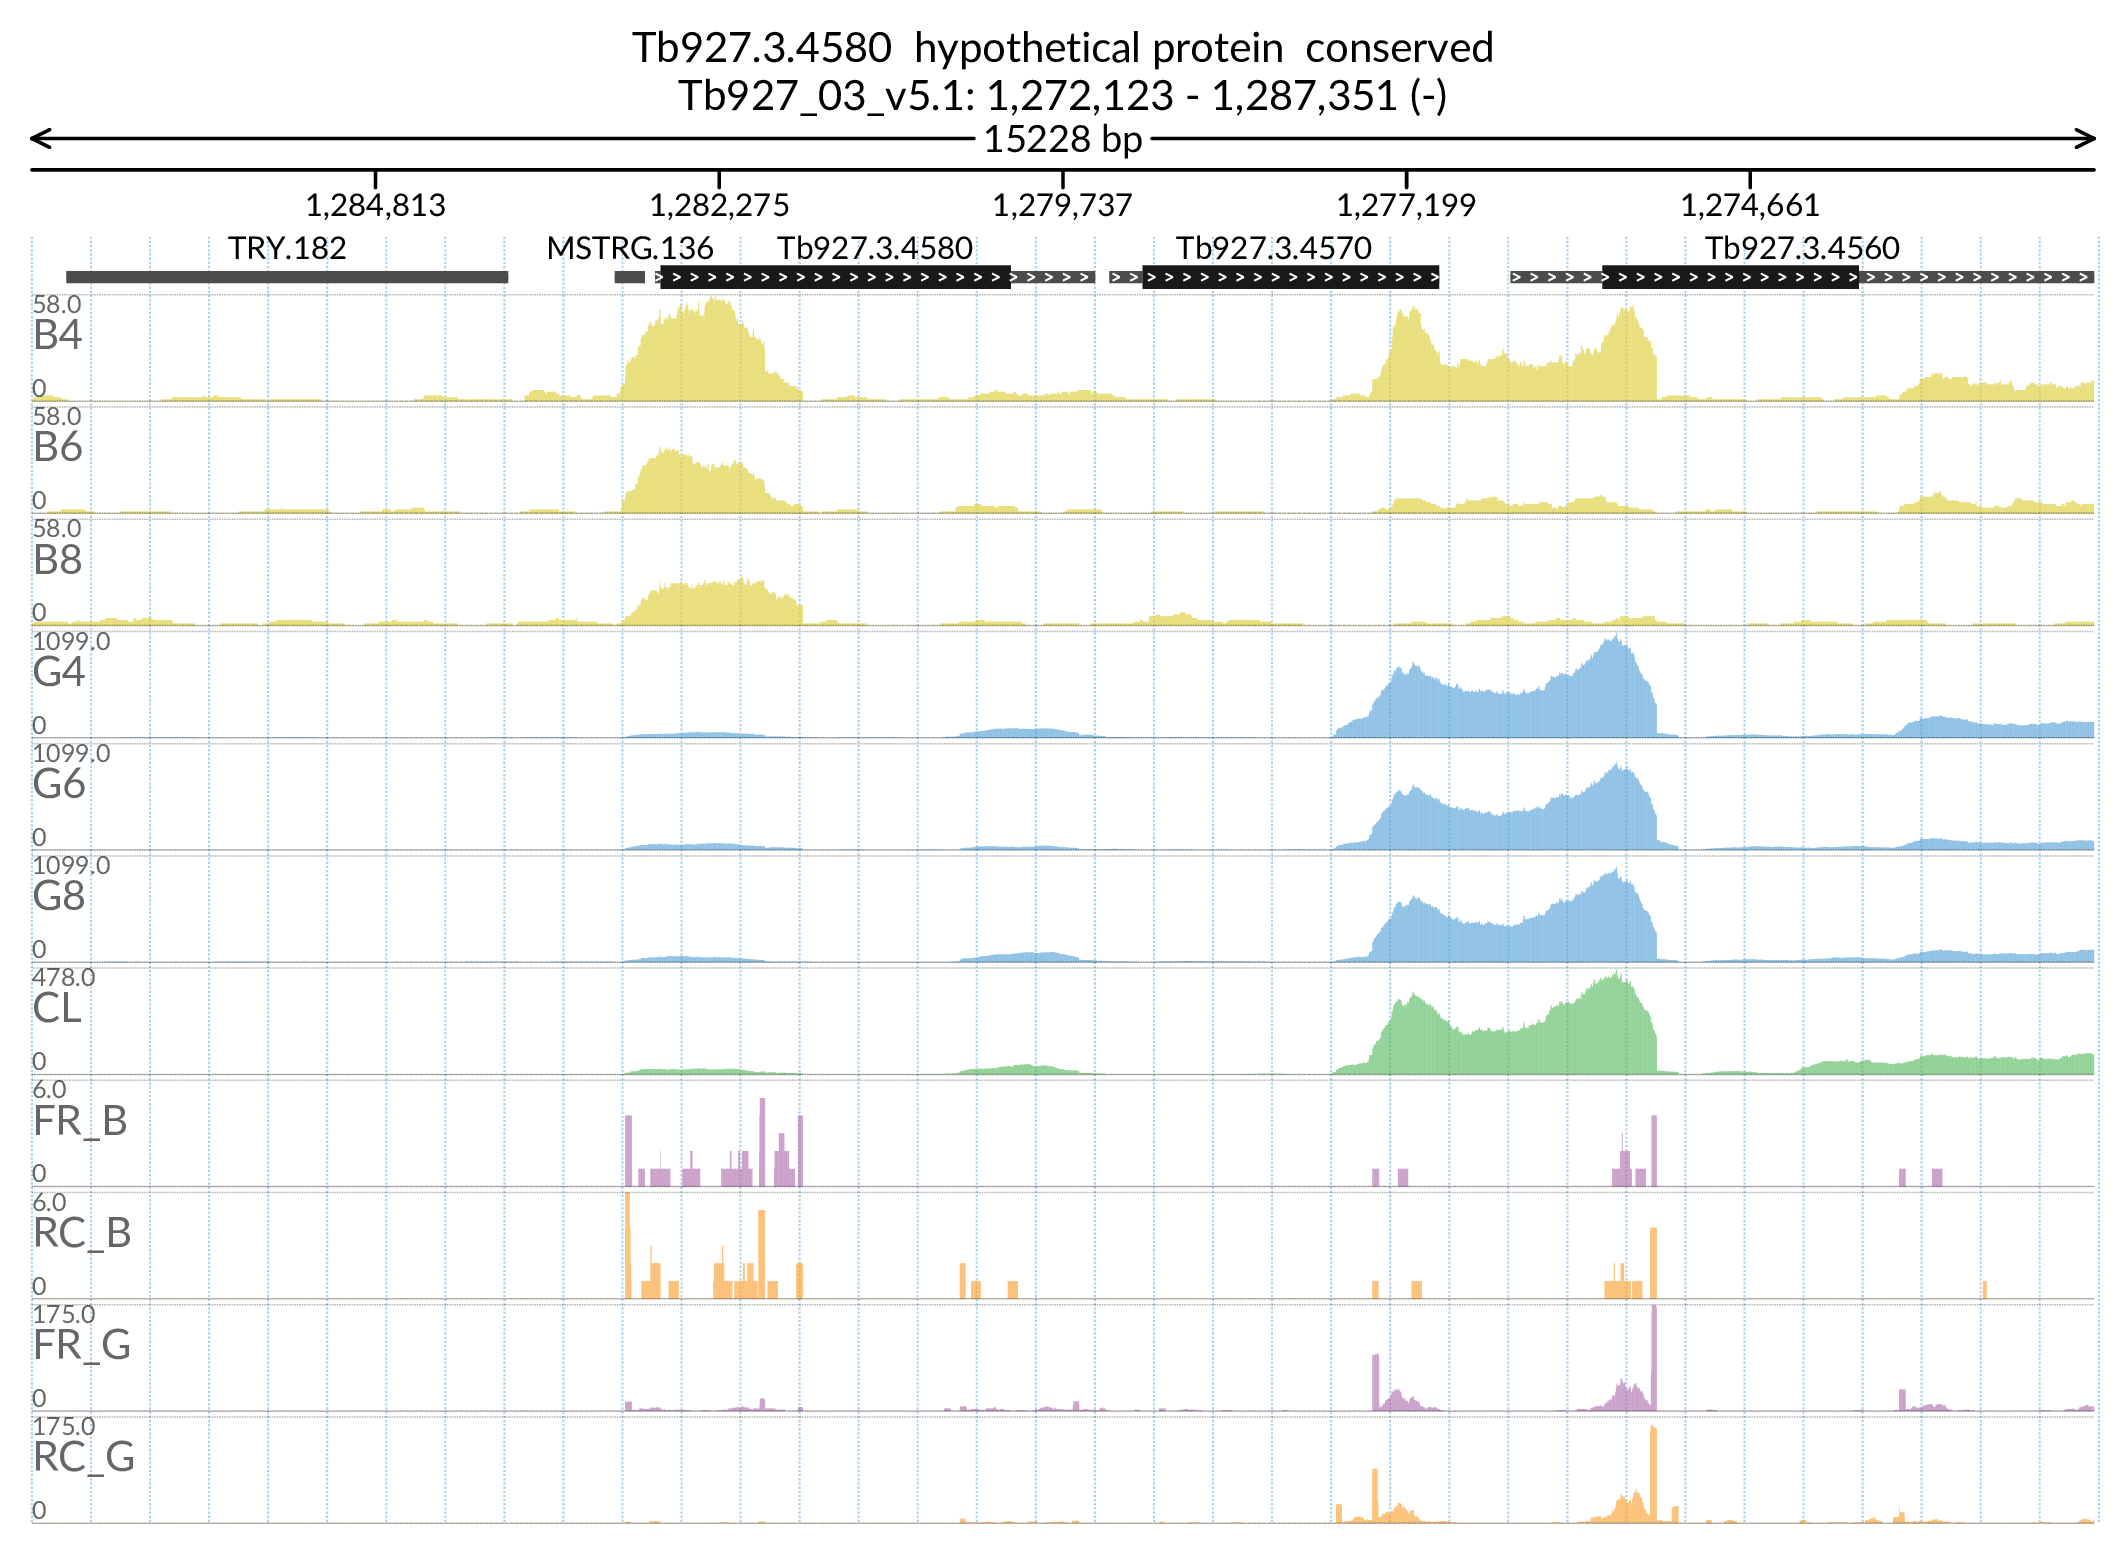 Tb927.3.4580  hypothetical protein  conserved
Tb927_03_v5.1: 1,272,123 - 1,287,351 (-)
15228 bp
1,284,813 1,282,275 1,279,737 1,277,199 1,274,661
TRY.182 MSTRG.136 Tb927.3.4580 Tb927.3.4570 Tb927.3.4560
58.0
B4
0
58.0
B6
0
58.0
B8
0
1099.0
G4
0
1099.0
G6
0
1099.0
G8
0
478.0
CL
0
6.0
FR_B
0
6.0
RC_B
0
175.0
FR_G
0
175.0
RC_G
0